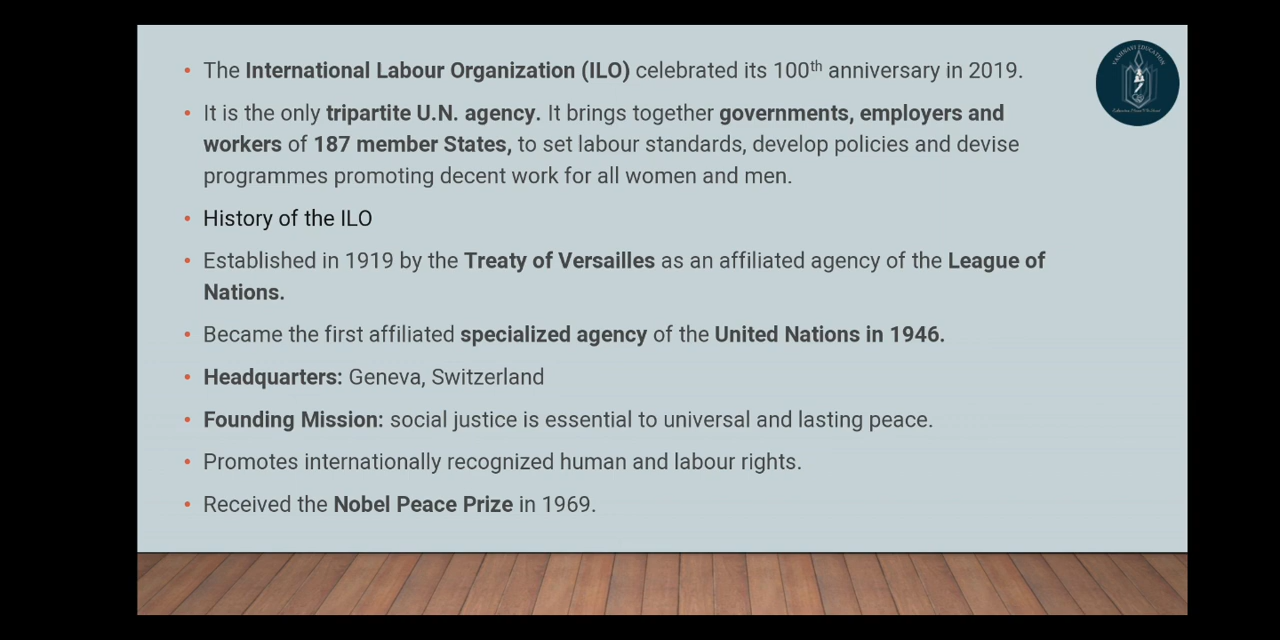 • The International Labour Organization (ILO) celebrated its 100th anniversary in 2019.
• It is the only tripartite U.N. agency. It brings together governments, employers and
workers of 187 member States, to set labour standards, develop policies and devise
programmes promoting decent work for all women and men.
• History of the ILO
• Established in 1919 by the Treaty of Versailles as an affiliated agency of the League of
Nations.
• Became the first affiliated specialized agency of the United Nations in 1946.
• Headquarters: Geneva, Switzerland
• Founding Mission: social justice is essential to universal and lasting peace.
• Promotes internationally recognized human and labour rights.
• Received the Nobel Peace Prize in 1969.
VAISHNAVI EDUCATION